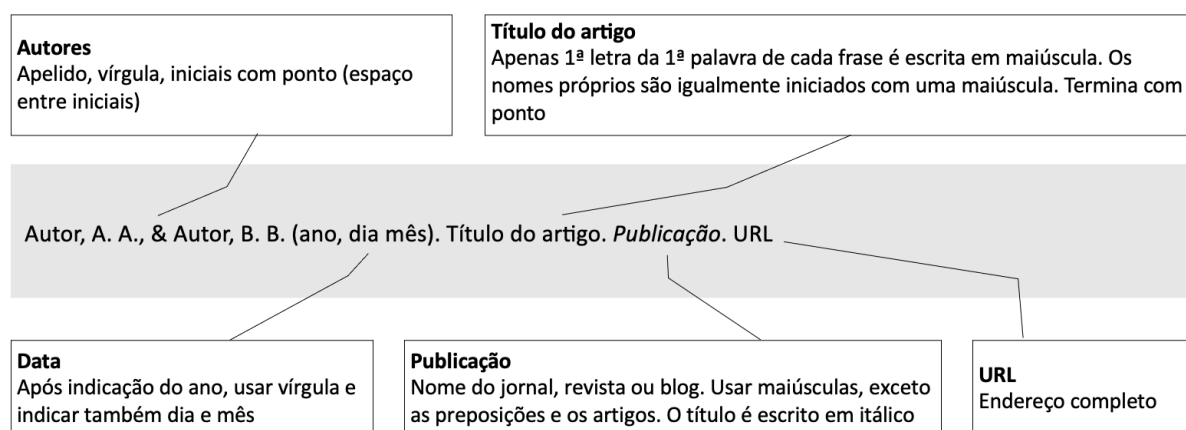 Autores
Apelido, vírgula, iniciais com ponto (espaço
entre iniciais)
Título do artigo
Apenas 1ª letra da 1ª palavra de cada frase é escrita em maiúscula. Os
nomes próprios são igualmente iniciados com uma maiúscula. Termina com
ponto
Autor, A. A., & Autor, B. B. (ano, dia mês). Título do artigo. Publicação. URL
Data
Após indicação do ano, usar vírgula e
indicar também dia e mês
Publicação
Nome do jornal, revista ou blog. Usar maiúsculas, exceto
as preposições e os artigos. O título é escrito em itálico
URL
Endereço completo